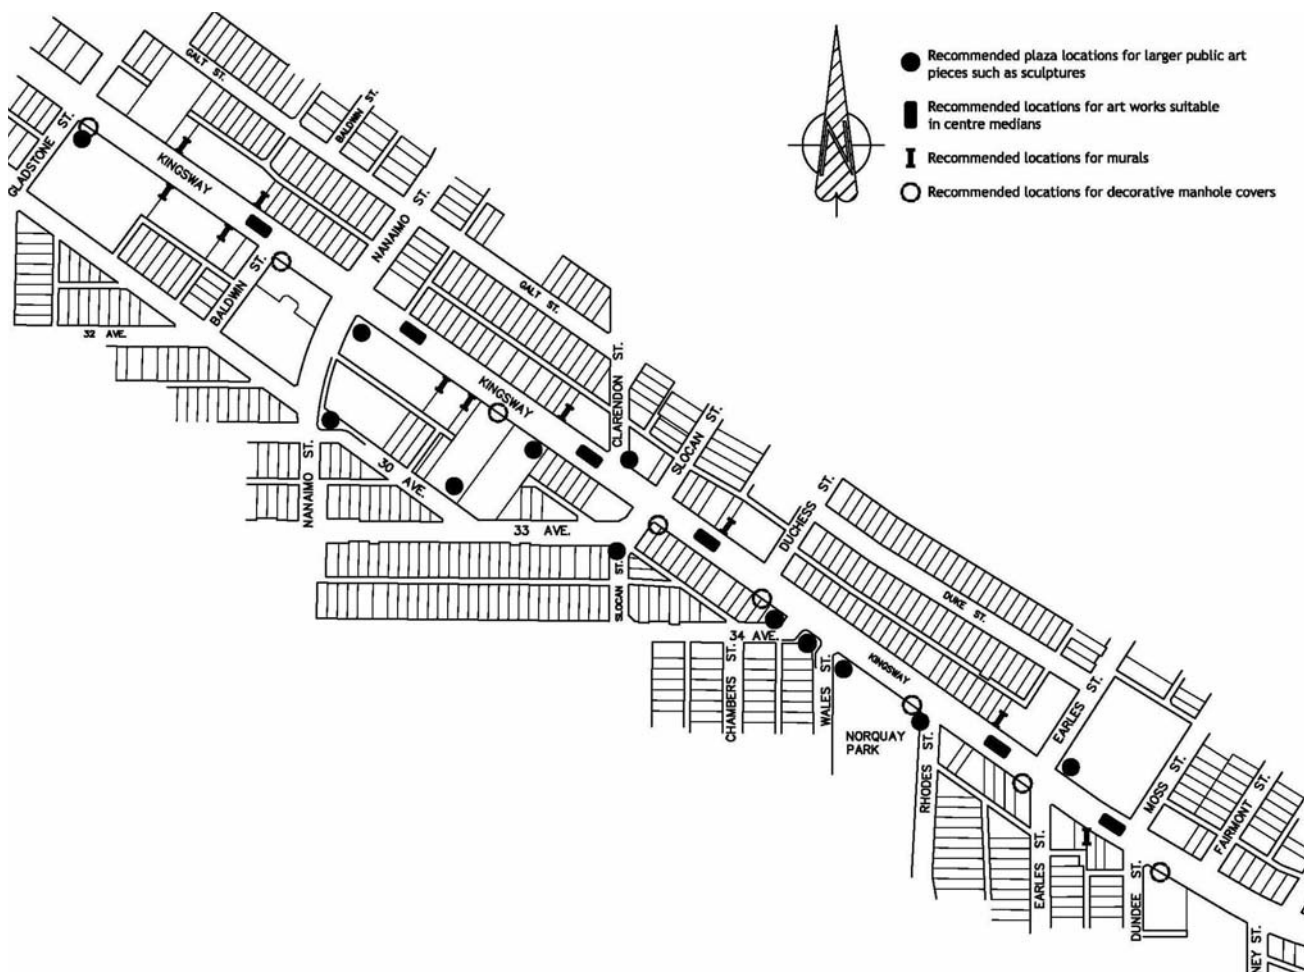 Recommended plaza locations for larger public art
pieces such as sculptures
Recommended locations for art works suitable
in centre medians
Recommended locations for murals
Recommended locations for decorative manhole covers
GALT ST.
BALDWIN ST.
GLADSTONE ST.
KINGSWAY
NANAIMO ST.
BALDWIN ST.
GALT ST.
32 AVE.
CLARENDON ST.
KINGSWAY
SLOCAN ST.
NANAIMO ST.
30 AVE.
33 AVE.
DUCHESS ST.
SLOCAN ST.
DUKE ST.
34 AVE.
CHAMBERS ST.
WALES ST.
KINGSWAY
EARLES ST.
NORQUAY
PARK
RHODES ST.
MOSS ST.
FAIRMONT ST.
EARLES ST.
DUNDEE ST.
NEY ST.